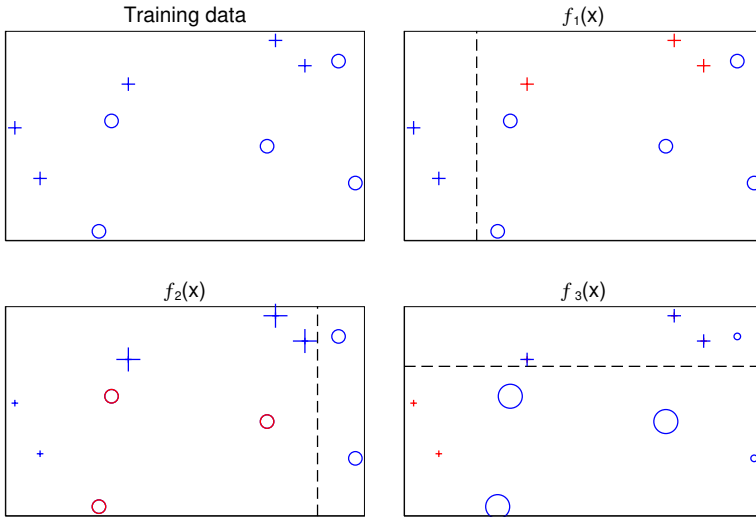 Training data
f₁(x)
f₂(x)
f₃(x)